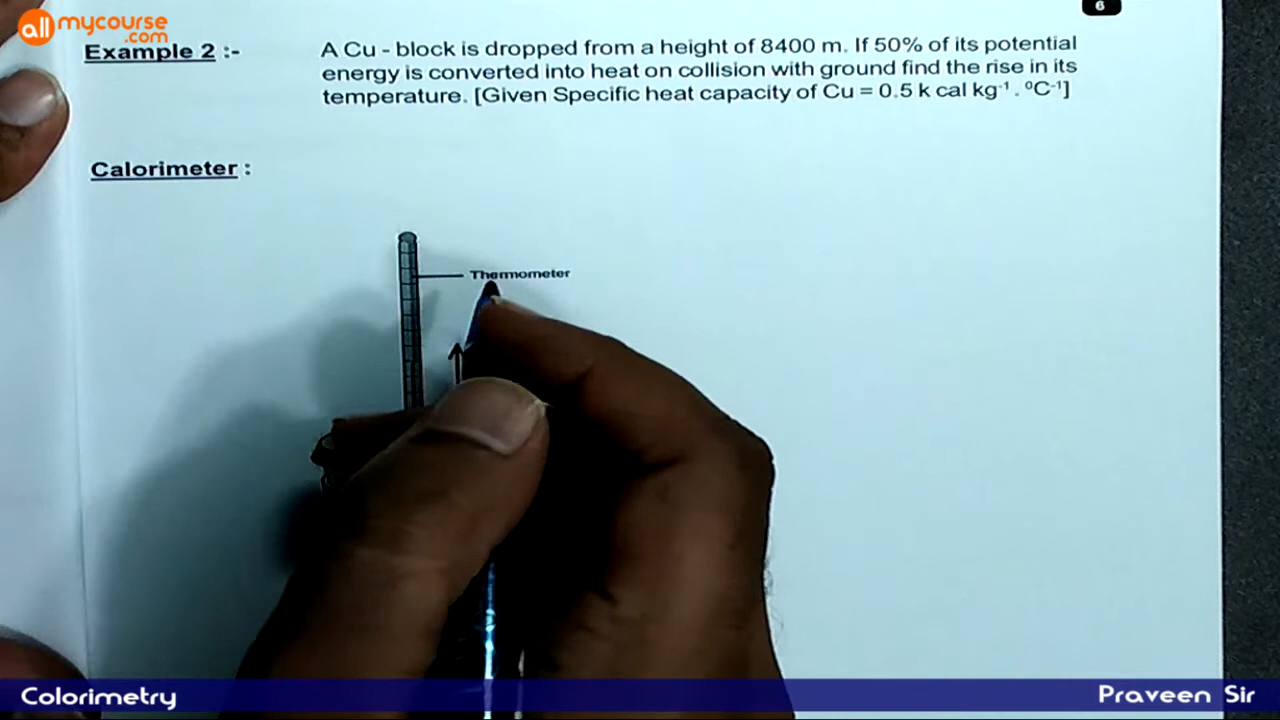 all mycourse
.com
6
Example 2 :- A Cu - block is dropped from a height of 8400 m. If 50% of its potential
energy is converted into heat on collision with ground find the rise in its
temperature. [Given Specific heat capacity of Cu = 0.5 k cal kg⁻¹ . ⁰C⁻¹]
Calorimeter :
Thermometer
Colorimetry
Praveen Sir